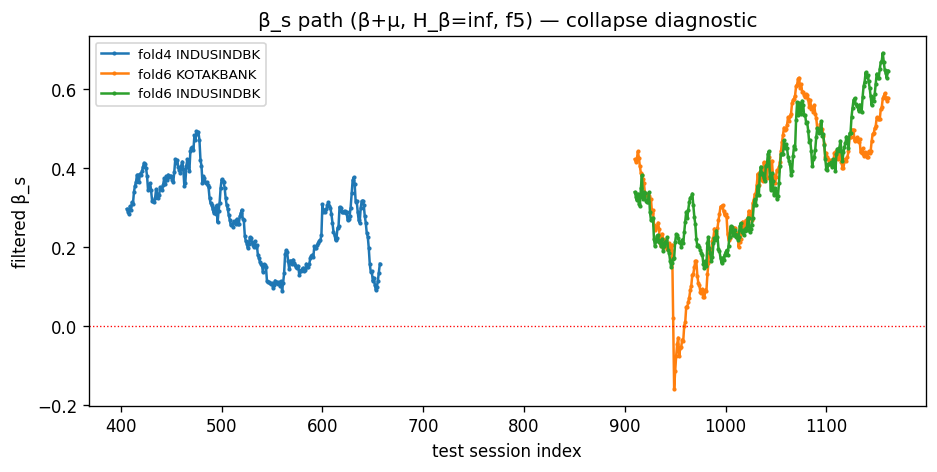 β_s path (β+μ, H_β=inf, f5) — collapse diagnostic
fold4 INDUSINDBK
fold6 KOTAKBANK
fold6 INDUSINDBK
filtered β_s
0.6
0.4
0.2
0.0
−0.2
400 500 600 700 800 900 1000 1100
test session index